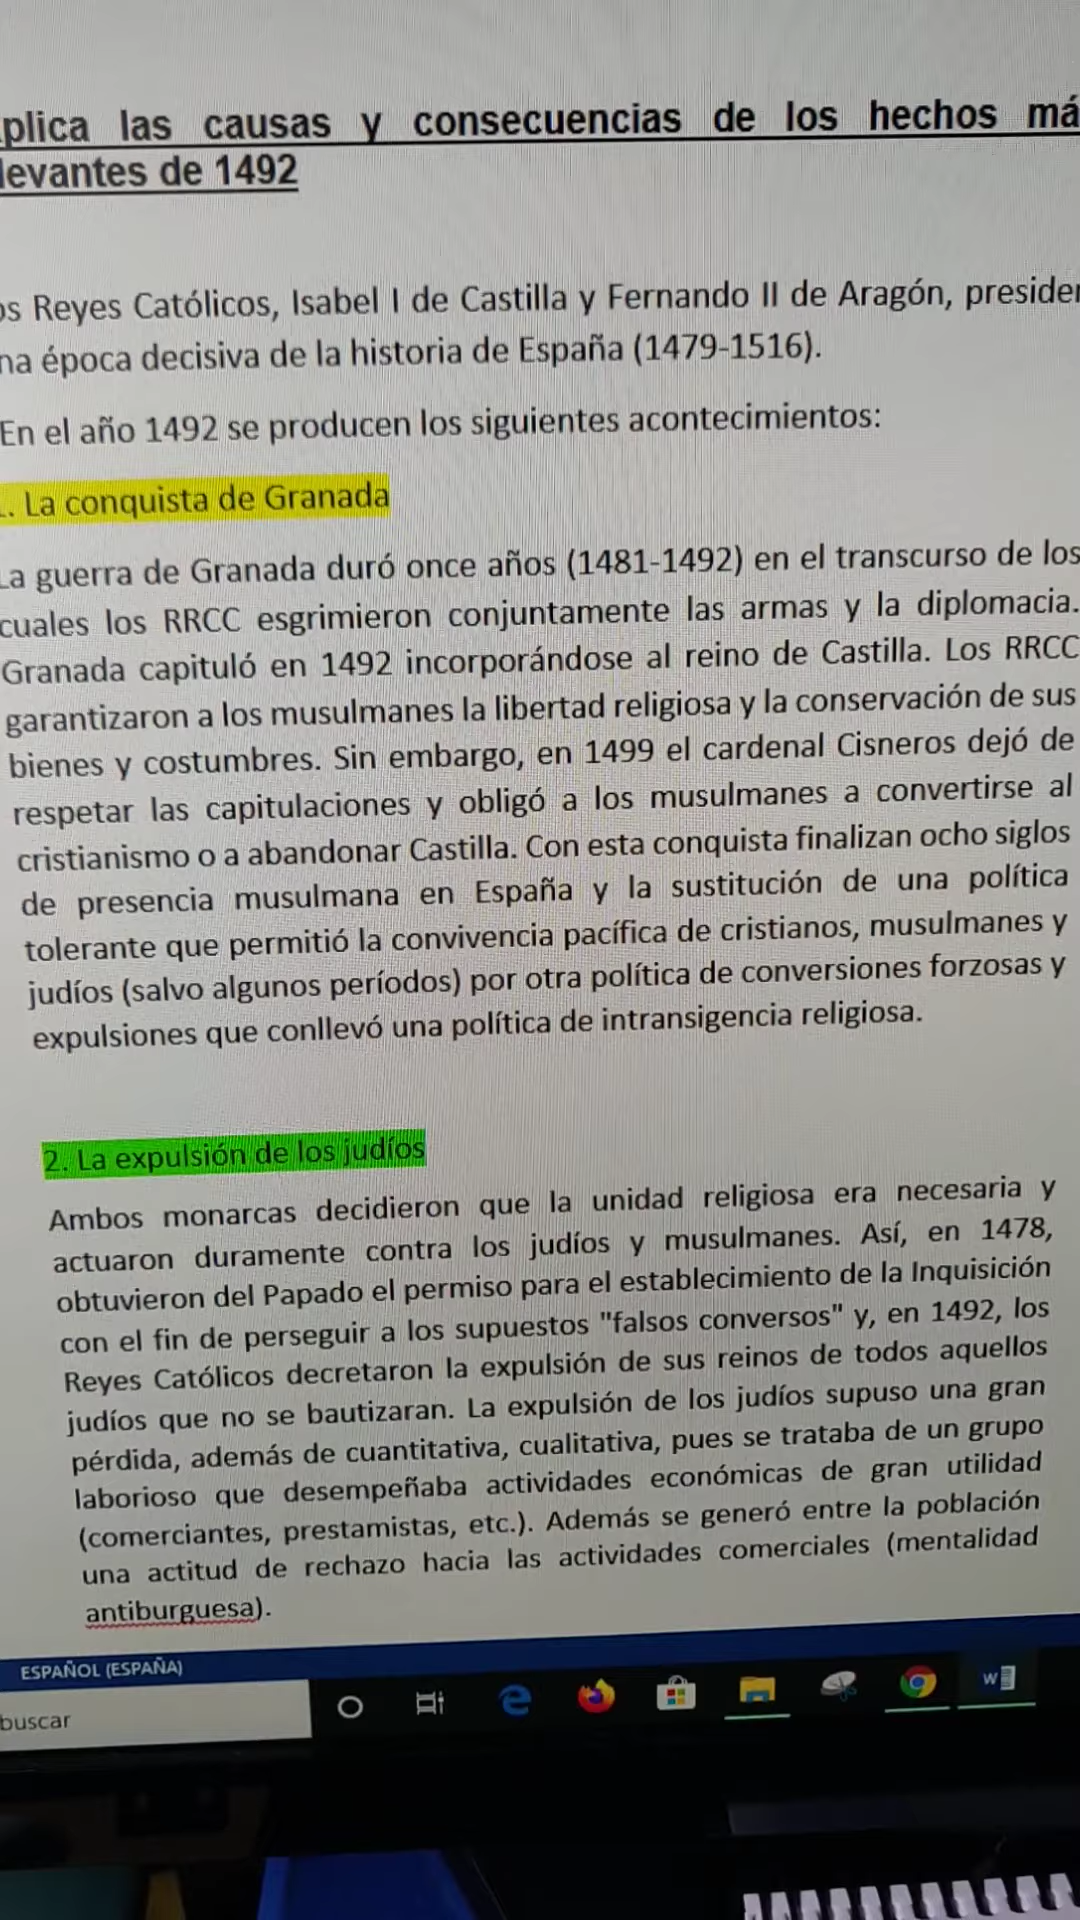 plica las causas y consecuencias de los hechos má
levantes de 1492
os Reyes Católicos, Isabel I de Castilla y Fernando II de Aragón, presiden
na época decisiva de la historia de España (1479-1516).
En el año 1492 se producen los siguientes acontecimientos:
1. La conquista de Granada
La guerra de Granada duró once años (1481-1492) en el transcurso de los
cuales los RRCC esgrimieron conjuntamente las armas y la diplomacia.
Granada capituló en 1492 incorporándose al reino de Castilla. Los RRCC
garantizaron a los musulmanes la libertad religiosa y la conservación de sus
bienes y costumbres. Sin embargo, en 1499 el cardenal Cisneros dejó de
respetar las capitulaciones y obligó a los musulmanes a convertirse al
cristianismo o a abandonar Castilla. Con esta conquista finalizan ocho siglos
de presencia musulmana en España y la sustitución de una política
tolerante que permitió la convivencia pacífica de cristianos, musulmanes y
judíos (salvo algunos períodos) por otra política de conversiones forzosas y
expulsiones que conllevó una política de intransigencia religiosa.
2. La expulsión de los judíos
Ambos monarcas decidieron que la unidad religiosa era necesaria y
actuaron duramente contra los judíos y musulmanes. Así, en 1478,
obtuvieron del Papado el permiso para el establecimiento de la Inquisición
con el fin de perseguir a los supuestos "falsos conversos" y, en 1492, los
Reyes Católicos decretaron la expulsión de sus reinos de todos aquellos
judíos que no se bautizaran. La expulsión de los judíos supuso una gran
pérdida, además de cuantitativa, cualitativa, pues se trataba de un grupo
laborioso que desempeñaba actividades económicas de gran utilidad
(comerciantes, prestamistas, etc.). Además se generó entre la población
una actitud de rechazo hacia las actividades comerciales (mentalidad
antiburguesa).
ESPAÑOL (ESPAÑA)
buscar